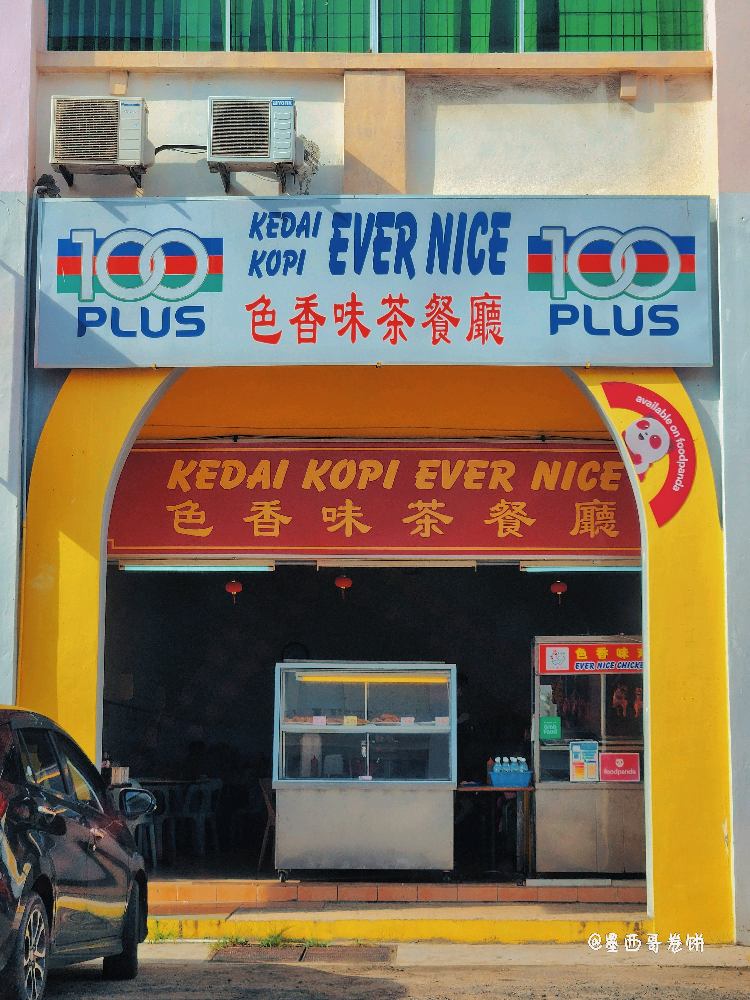 WYORK
100
PLUS
KEDAI
KOPI
EVER NICE
色香味茶餐廳
100
PLUS
available on foodpanda
KEDAI KOPI EVER NICE
色香味茶餐廳
色香味
EVER NICE CHICKE
foodpanda
@墨西哥卷饼